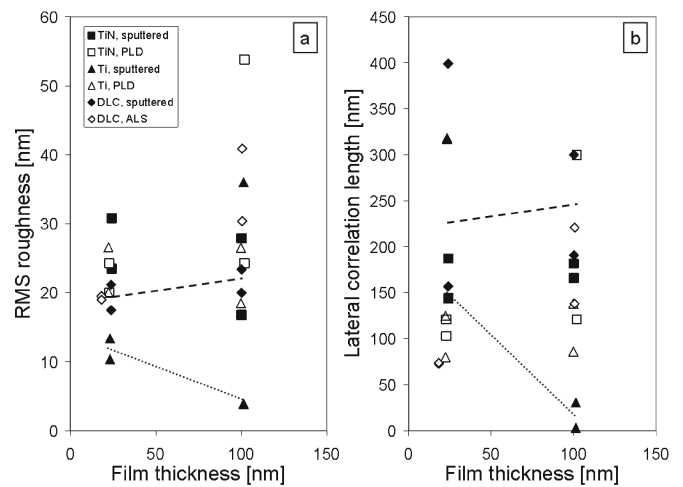 a
b
TiN, sputtered
TiN, PLD
Ti, sputtered
Ti, PLD
DLC, sputtered
DLC, ALS
RMS roughness [nm]
60
50
40
30
20
10
0
0
50
100
150
Film thickness [nm]
Lateral correlation length [nm]
450
400
350
300
250
200
150
100
50
0
0
50
100
150
Film thickness [nm]